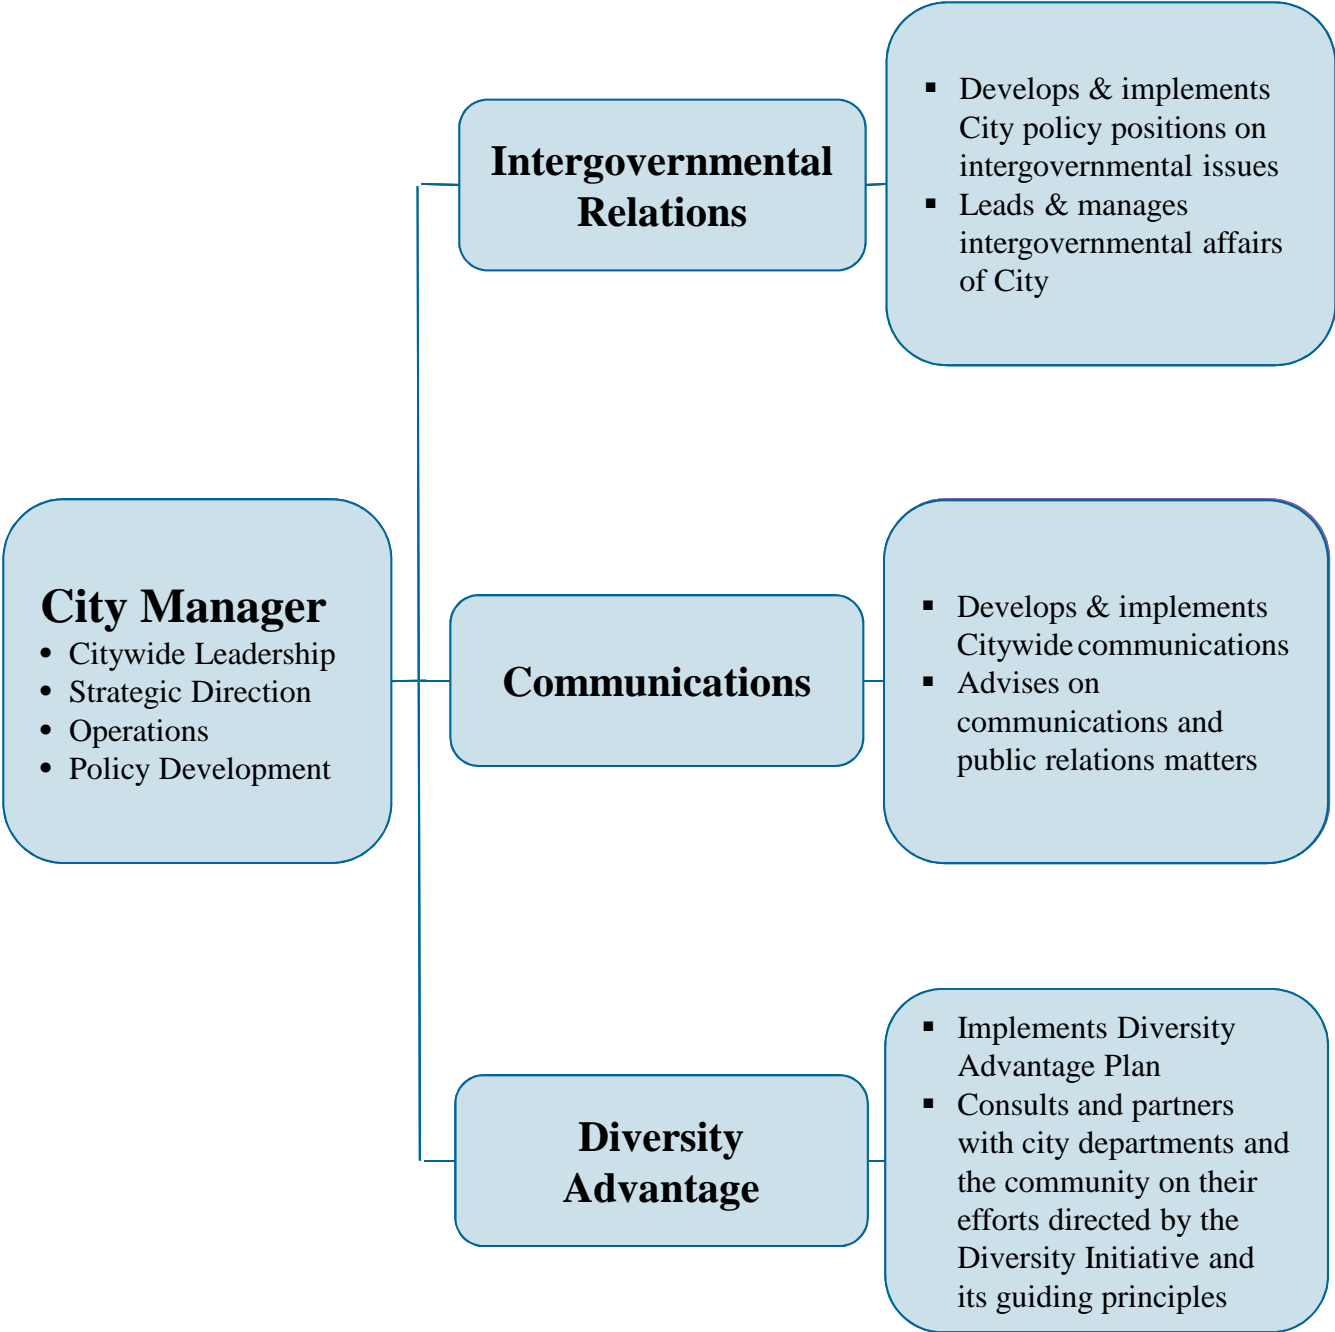 Intergovernmental
Relations
▪ Develops & implements
City policy positions on
intergovernmental issues
▪ Leads & manages
intergovernmental affairs
of City
City Manager
• Citywide Leadership
• Strategic Direction
• Operations
• Policy Development
Communications
▪ Develops & implements
Citywide communications
▪ Advises on
communications and
public relations matters
Diversity
Advantage
▪ Implements Diversity
Advantage Plan
▪ Consults and partners
with city departments and
the community on their
efforts directed by the
Diversity Initiative and
its guiding principles